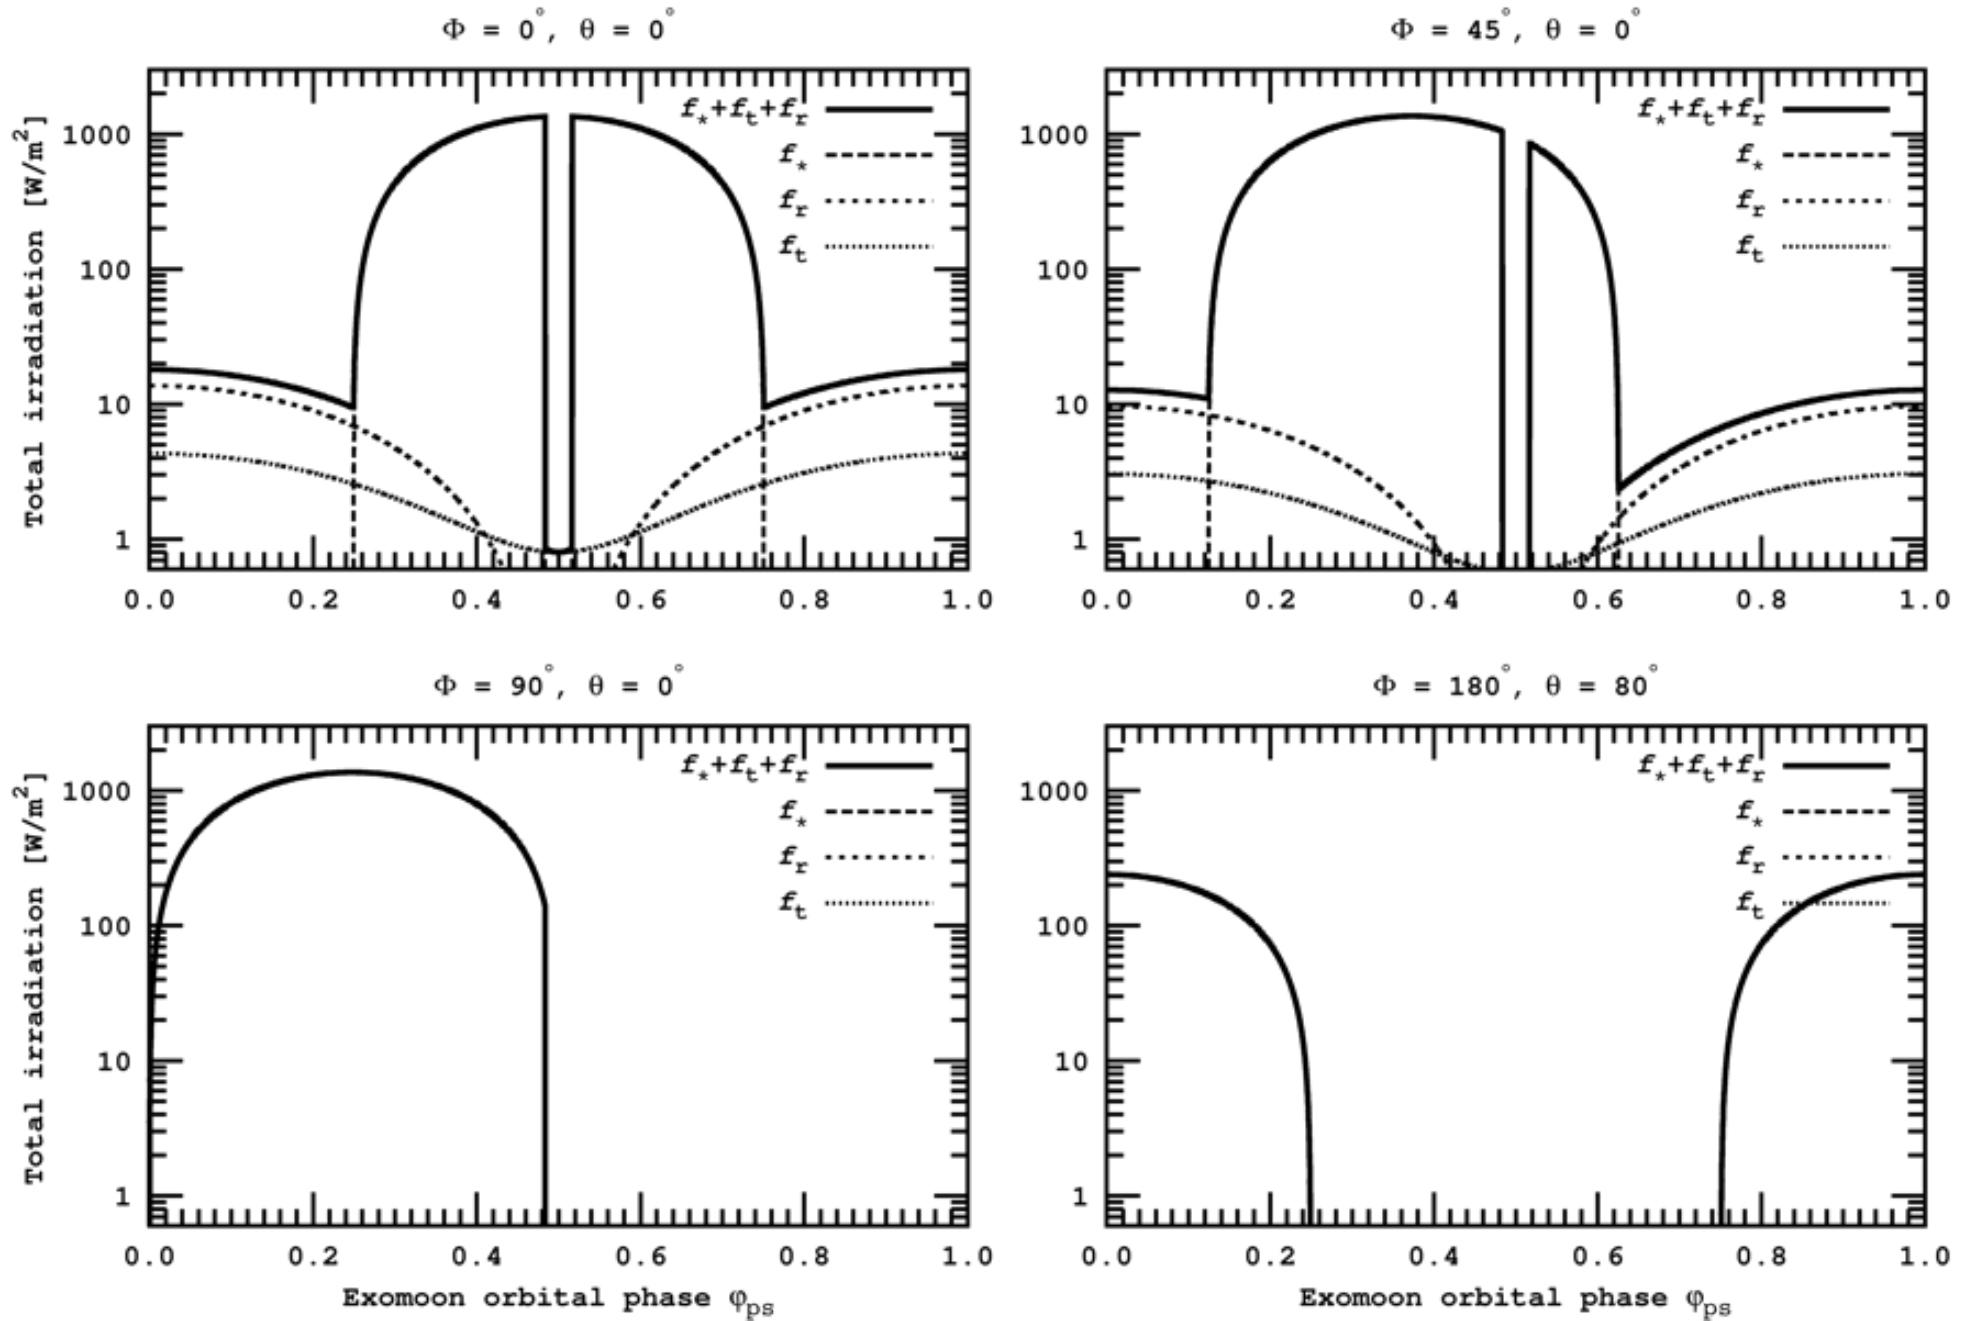 Φ = 0°, θ = 0°
Total irradiation [W/m²]
1000
100
10
1
f*+ft+fr
f*
fr
ft
0.0 0.2 0.4 0.6 0.8 1.0
Φ = 45°, θ = 0°
1000
100
10
1
f*+ft+fr
f*
fr
ft
0.0 0.2 0.4 0.6 0.8 1.0
Φ = 90°, θ = 0°
Total irradiation [W/m²]
1000
100
10
1
f*+ft+fr
f*
fr
ft
0.0 0.2 0.4 0.6 0.8 1.0
Exomoon orbital phase φps
Φ = 180°, θ = 80°
1000
100
10
1
f*+ft+fr
f*
fr
ft
0.0 0.2 0.4 0.6 0.8 1.0
Exomoon orbital phase φps